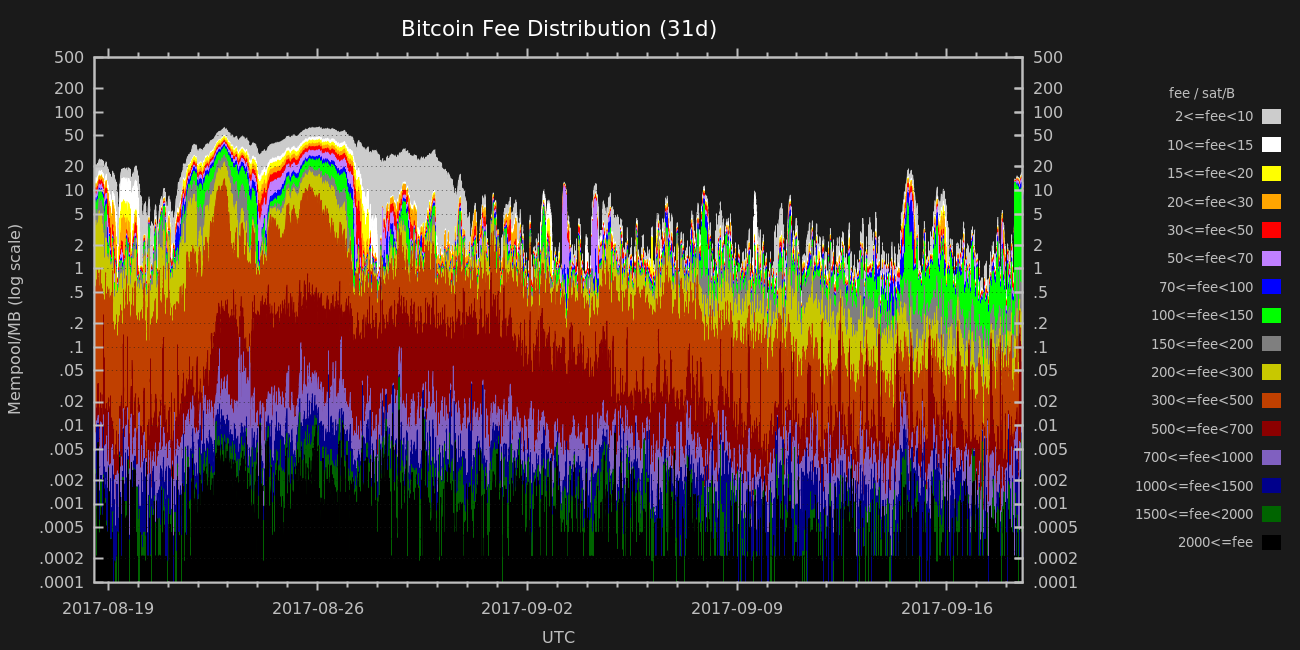 Bitcoin Fee Distribution (31d)
500
200
100
50
20
10
5
2
1
.5
.2
.1
.05
.02
.01
.005
.002
.001
.0005
.0002
.0001
Mempool/MB (log scale)
500
200
100
50
20
10
5
2
1
.5
.2
.1
.05
.02
.01
.005
.002
.001
.0005
.0002
.0001
2017-08-19 2017-08-26 2017-09-02 2017-09-09 2017-09-16
UTC
fee / sat/B
2<=fee<10
10<=fee<15
15<=fee<20
20<=fee<30
30<=fee<50
50<=fee<70
70<=fee<100
100<=fee<150
150<=fee<200
200<=fee<300
300<=fee<500
500<=fee<700
700<=fee<1000
1000<=fee<1500
1500<=fee<2000
2000<=fee